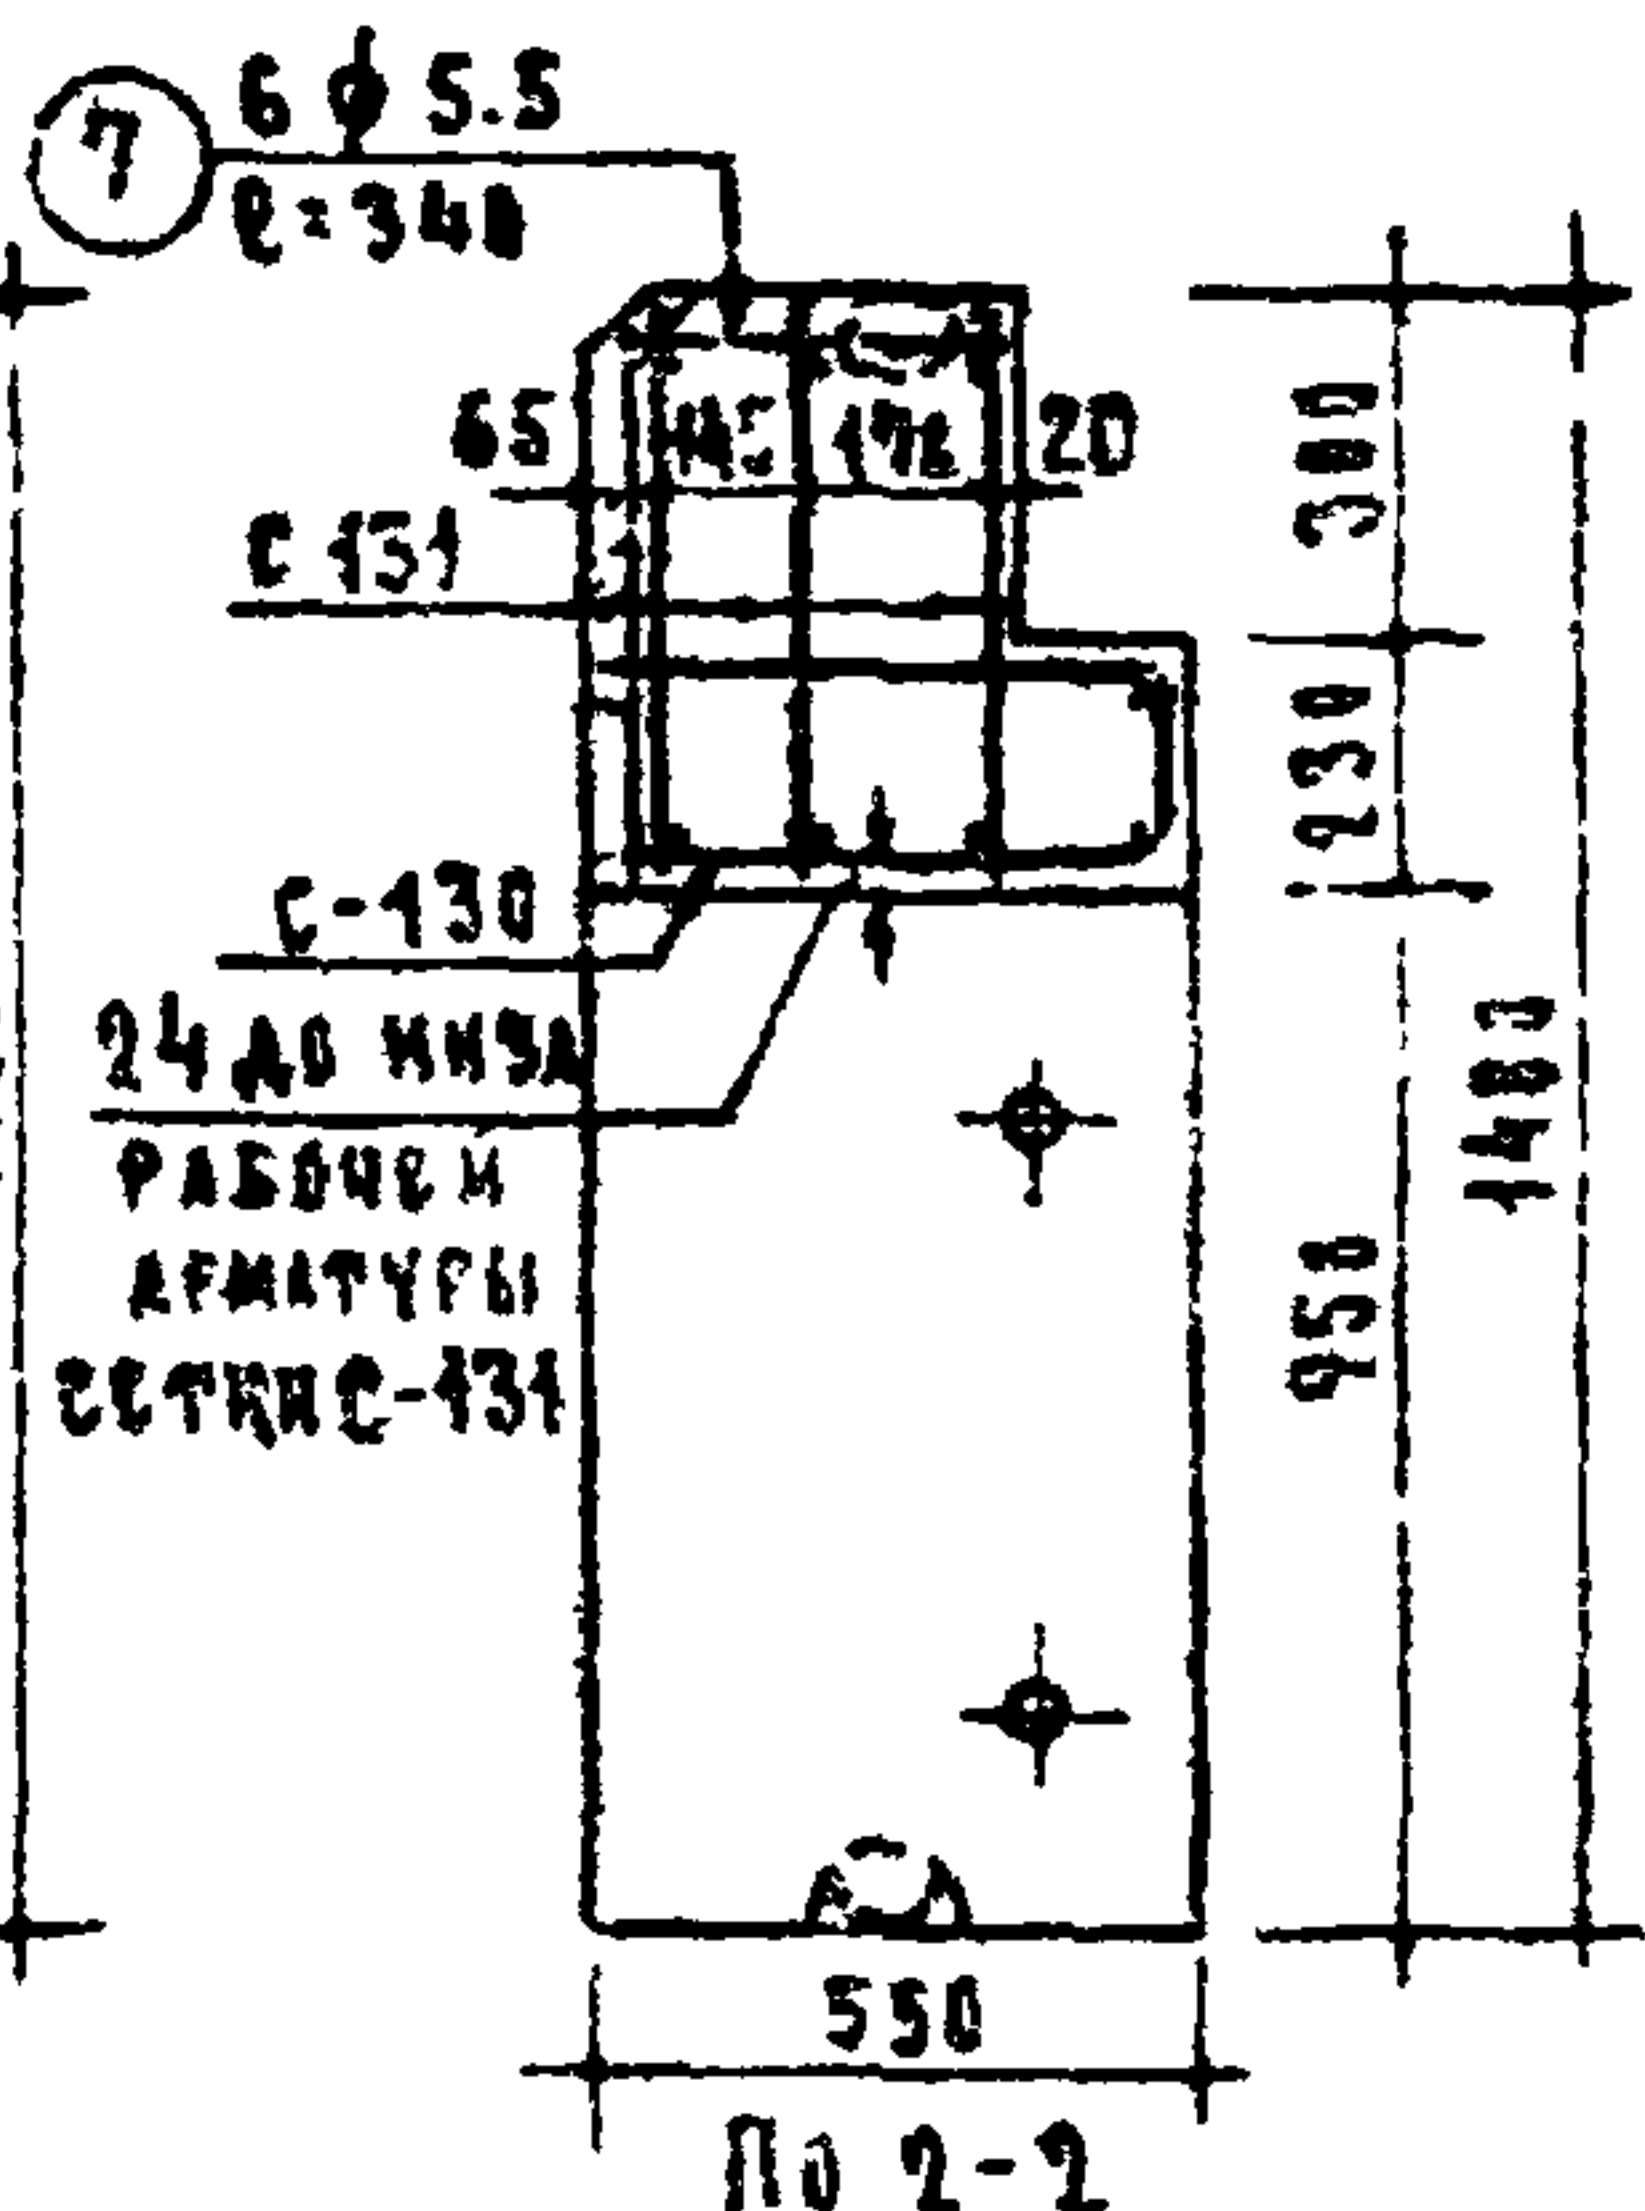 7
6 ϕ 5.5
ℓ=340
65
172
20
С 131
С-130
24 до низа
рабочей
арматуры
сетки С-131
300
230
950
550
По 2-2